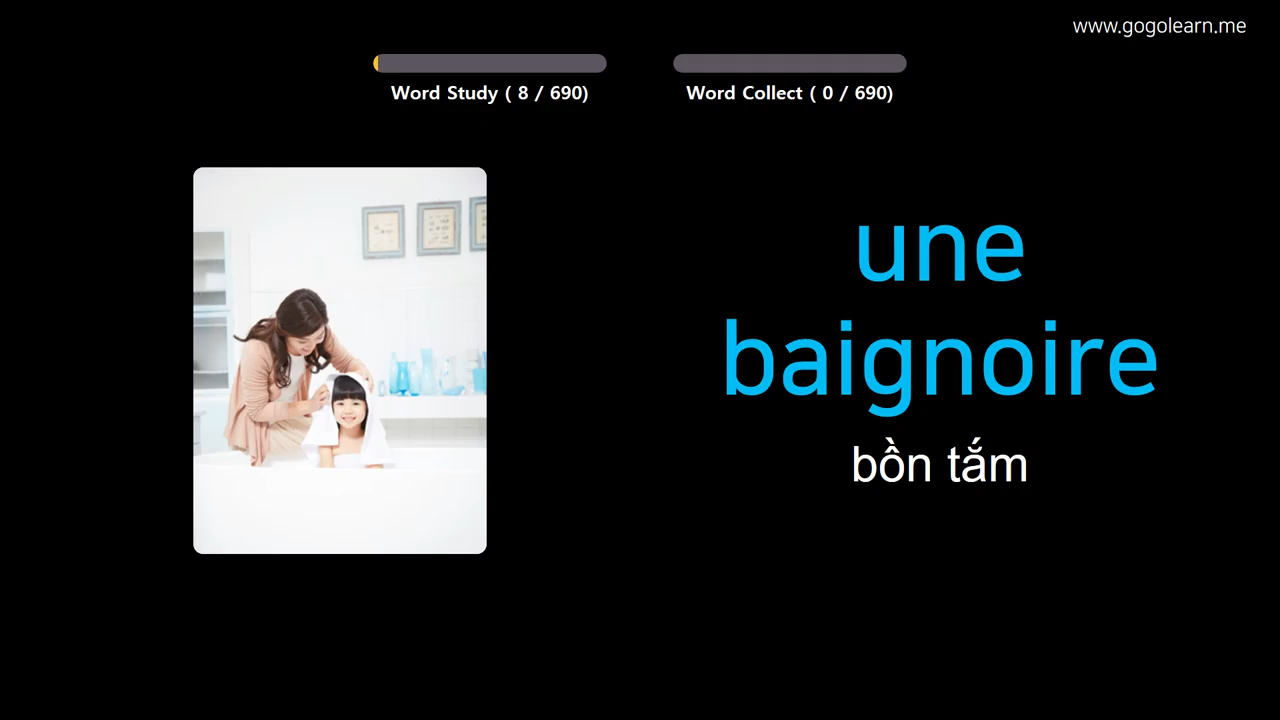 www.gogolearn.me
Word Study ( 8 / 690)
Word Collect ( 0 / 690)
une
baignoire
bồn tắm